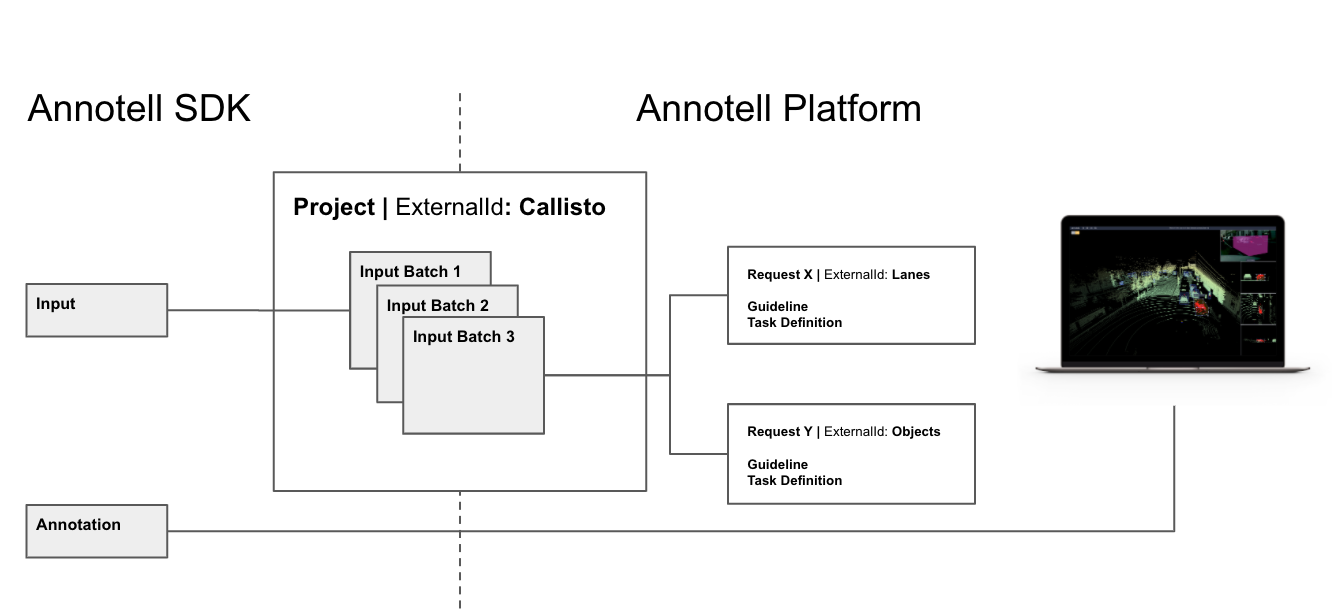 Annotell SDK
Annotell Platform
Project | ExternalId: Callisto
Input Batch 1
Input Batch 2
Input Batch 3
Input
Request X | ExternalId: Lanes
Guideline
Task Definition
Request Y | ExternalId: Objects
Guideline
Task Definition
Annotation